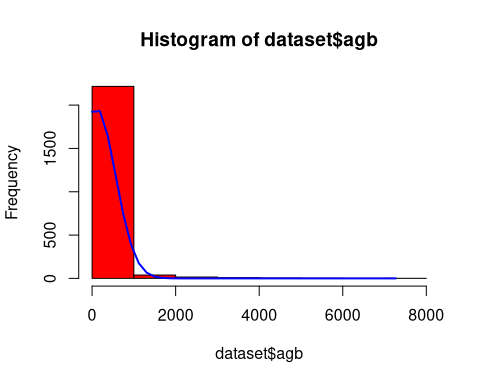 Histogram of dataset$agb
Frequency
1500
500
0
0 2000 4000 6000 8000
dataset$agb